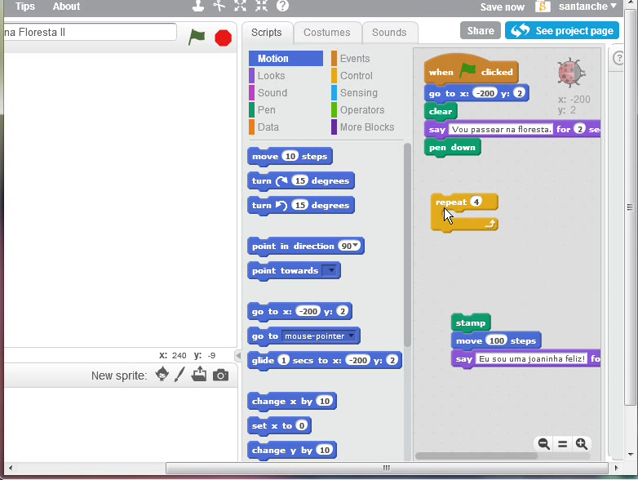 Tips About Save now santanche
na Floresta II
Scripts Costumes Sounds Share See project page
Motion Events
Looks Control
Sound Sensing
Pen Operators
Data More Blocks
move 10 steps
turn 15 degrees
turn 15 degrees
point in direction 90
point towards
go to x: -200 y: 2
go to mouse-pointer
glide 1 secs to x: -200 y: 2
change x by 10
set x to 0
change y by 10
when clicked
go to x: -200 y: 2
clear
say Vou passear na floresta. for 2
pen down
x: -200
y: 2
repeat 4
stamp
move 100 steps
say Eu sou uma joaninha feliz!
x: 240 y: -9
New sprite:
?